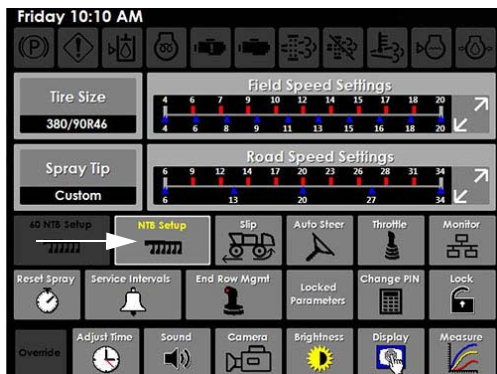 Friday 10:10 AM
(P)
Tire Size
380/90R46
Field Speed Settings
4 6 7 9 10 12 14 15 17 18 20
4 6 8 9 11 13 15 16 18 20
Spray Tip
Custom
Road Speed Settings
6 9 12 14 17 20 23 26 28 31 34
6 13 20 27 34
60 NTB Setup
NTB Setup
Slip
Auto Steer
Throttle
Monitor
Reset Spray
Service Intervals
End Row Mgmt
Locked
Parameters
Change PIN
Lock
Override
Adjust Time
Sound
Camera
Brightness
Display
Measure